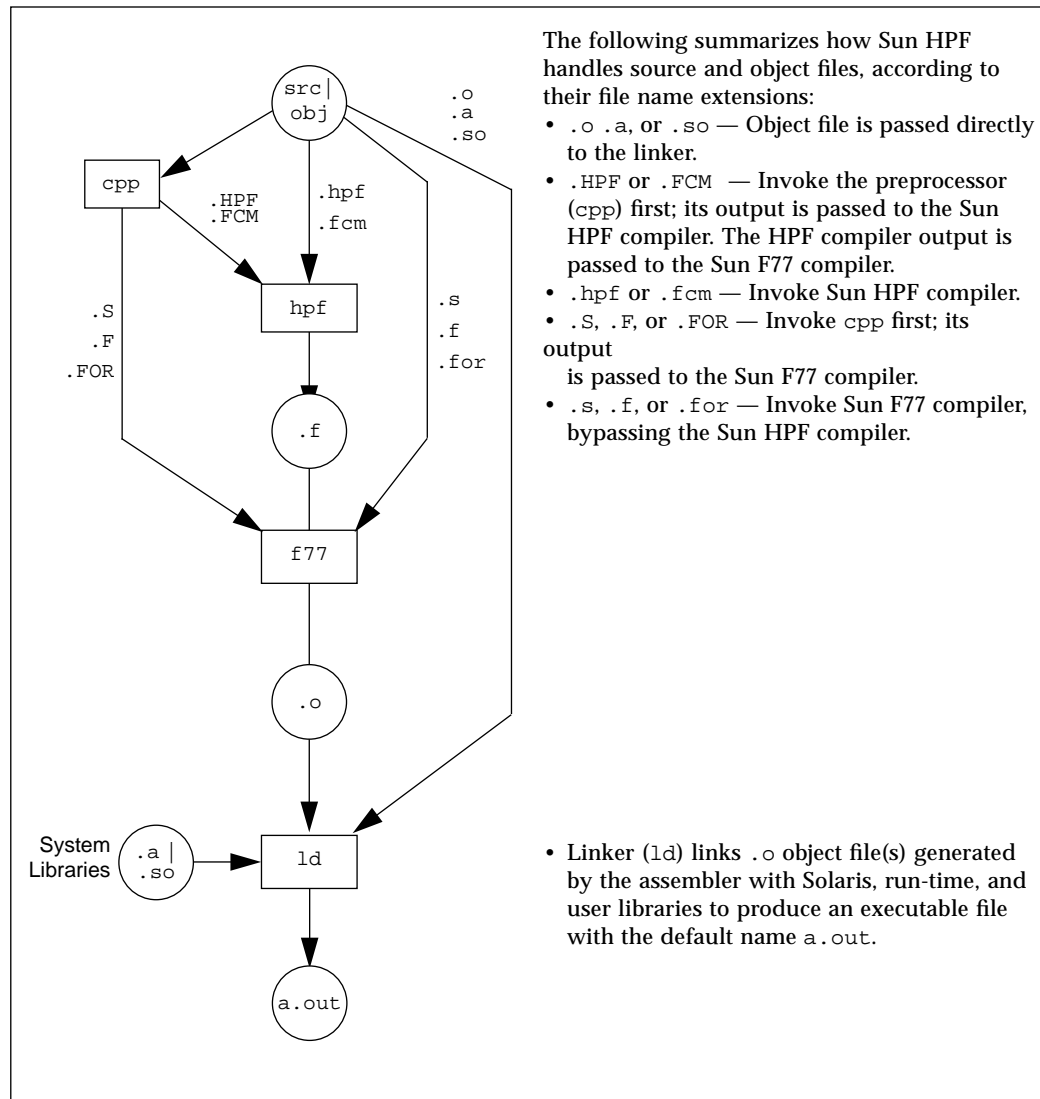 src|
obj
.o
.a
.so
cpp
.HPF
.FCM
.hpf
.fcm
hpf
.S
.F
.FOR
.s
.f
.for
.f
f77
.o
System
Libraries
.a |
.so
ld
a.out
The following summarizes how Sun HPF
handles source and object files, according to
their file name extensions:
• .o .a, or .so — Object file is passed directly
to the linker.
• .HPF or .FCM — Invoke the preprocessor
(cpp) first; its output is passed to the Sun
HPF compiler. The HPF compiler output is
passed to the Sun F77 compiler.
• .hpf or .fcm — Invoke Sun HPF compiler.
• .S, .F, or .FOR — Invoke cpp first; its
output
is passed to the Sun F77 compiler.
• .s, .f, or .for — Invoke Sun F77 compiler,
bypassing the Sun HPF compiler.
• Linker (ld) links .o object file(s) generated
by the assembler with Solaris, run-time, and
user libraries to produce an executable file
with the default name a.out.